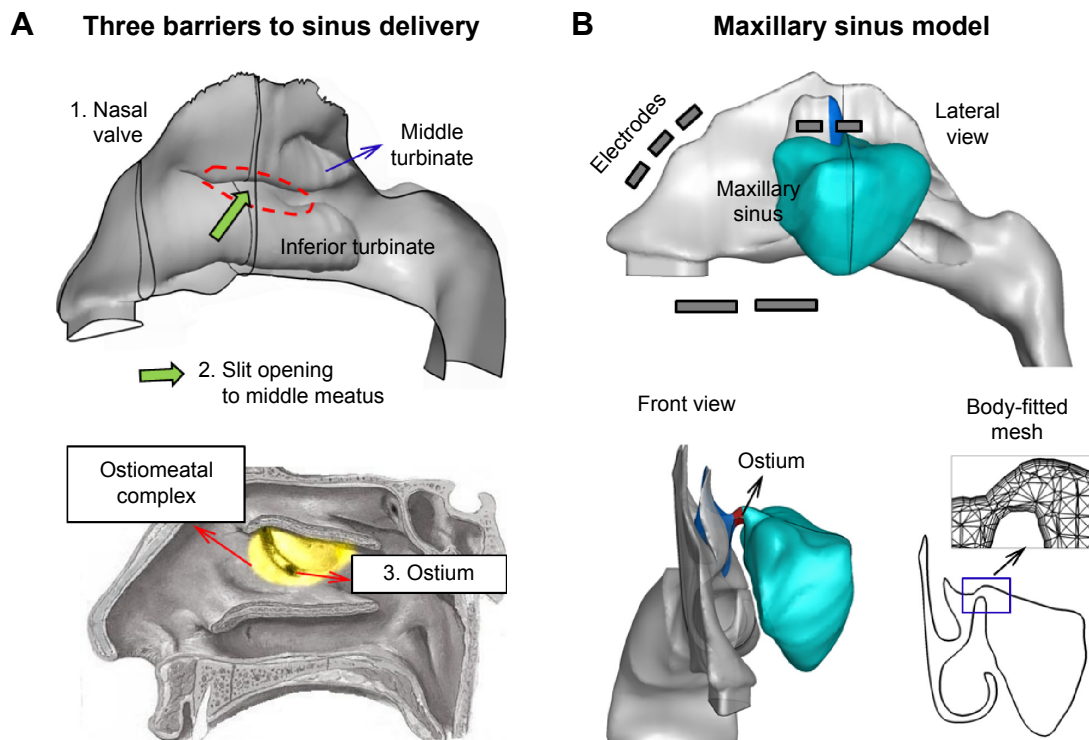 A Three barriers to sinus delivery
1. Nasal
valve
Middle
turbinate
Inferior turbinate
2. Slit opening
to middle meatus
Ostiomeatal
complex
3. Ostium
B Maxillary sinus model
Electrodes
Lateral
view
Maxillary
sinus
Front view
Ostium
Body-fitted
mesh